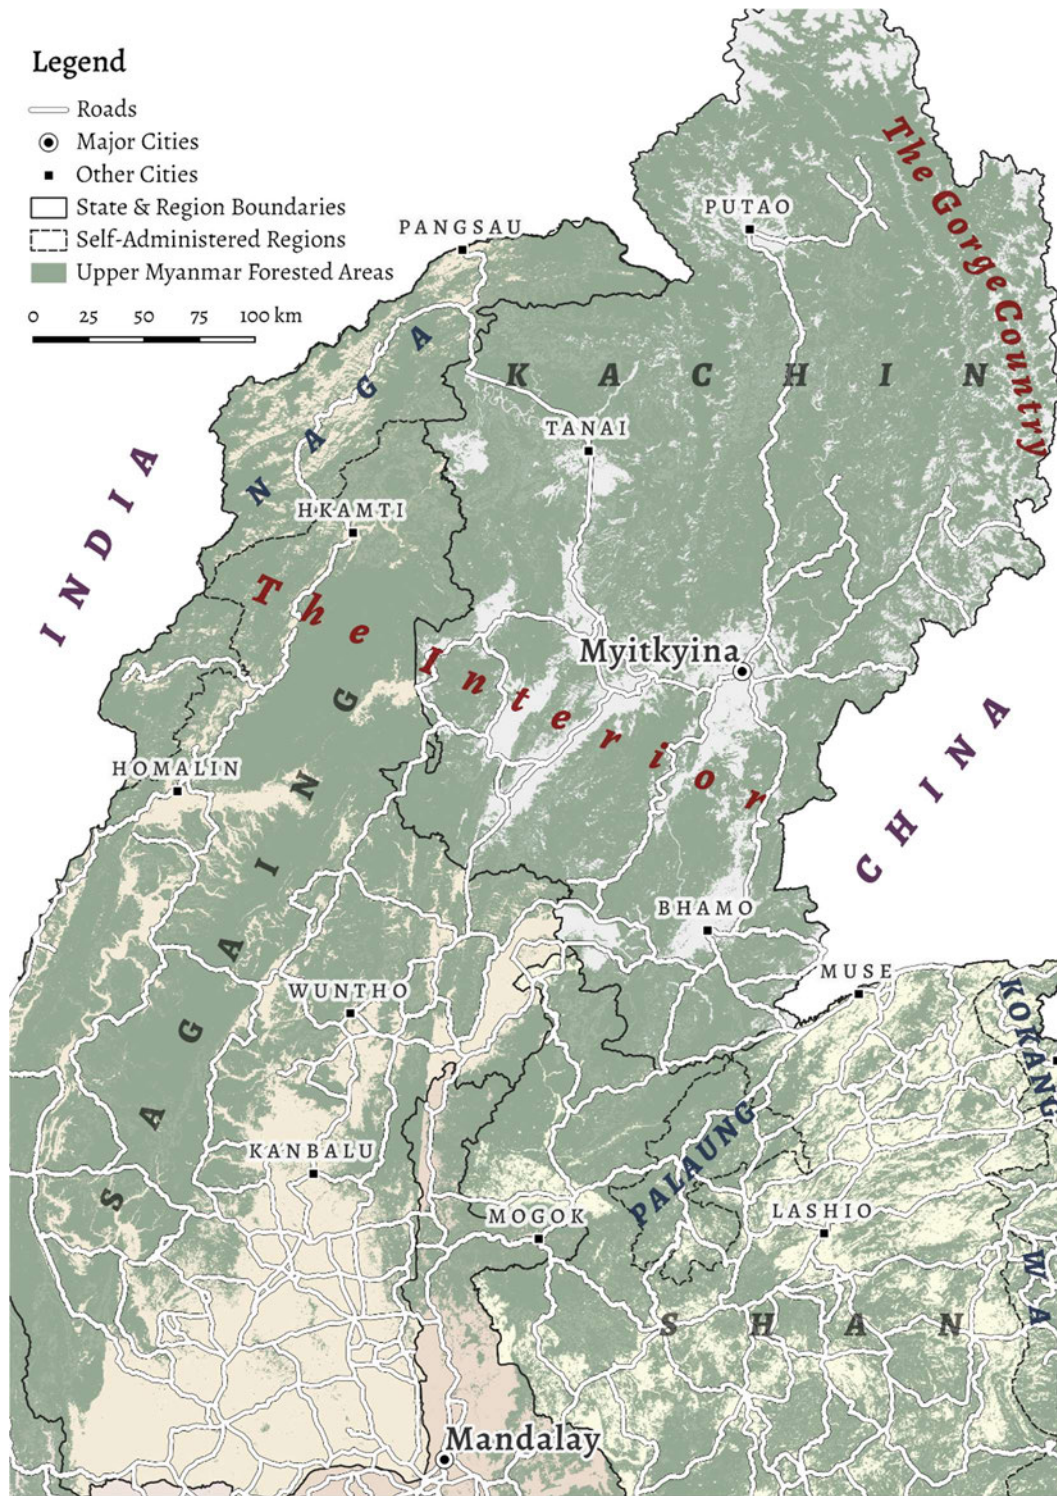 Legend
Roads
Major Cities
Other Cities
State & Region Boundaries
Self-Administered Regions
Upper Myanmar Forested Areas
0 25 50 75 100 km
The Gorge Country
PUTAO
PANGSAU
KACHIN
NAGA
TANAI
INDIA
HKAMTI
The Interior
Myitkyina
CHINA
HOMALIN
SAGAING
BHAMO
MUSE
WUNTHO
KOKANG
PALAUNG
KANBALU
MOGOK
LASHIO
WA
SHAN
Mandalay